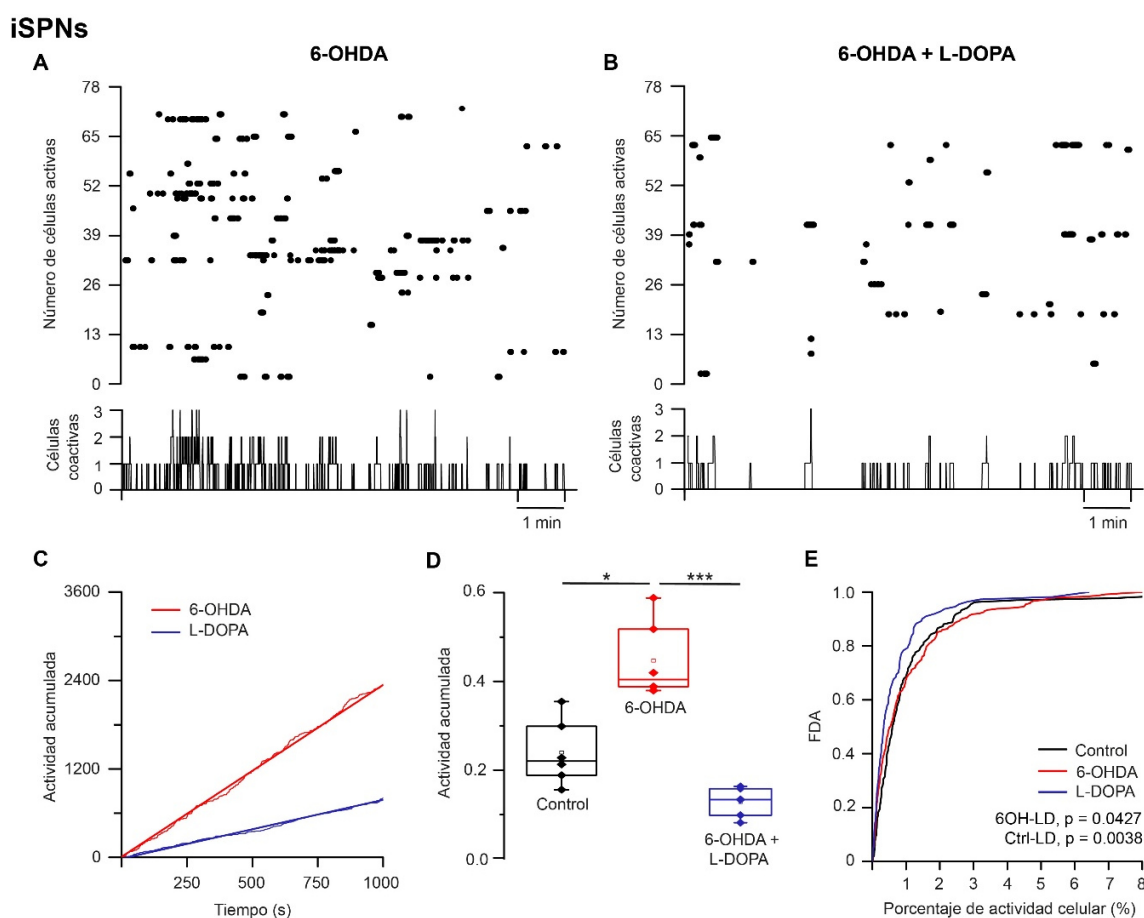 iSPNs
A
6-OHDA
Número de células activas
78
65
52
39
26
13
0
Células
coactivas
3
2
1
0
1 min
B
6-OHDA + L-DOPA
Número de células activas
78
65
52
39
26
13
0
Células
coactivas
3
2
1
0
1 min
C
Actividad acumulada
3600
2400
1200
0
6-OHDA
L-DOPA
250
500
750
1000
Tiempo (s)
D
Actividad acumulada
0.6
0.4
0.2
0.0
*
***
Control
6-OHDA
6-OHDA +
L-DOPA
E
FDA
1.0
0.8
0.6
0.4
0.2
0
Control
6-OHDA
L-DOPA
6OH-LD, p = 0.0427
Ctrl-LD, p = 0.0038
1
2
3
4
5
6
7
8
Porcentaje de actividad celular (%)